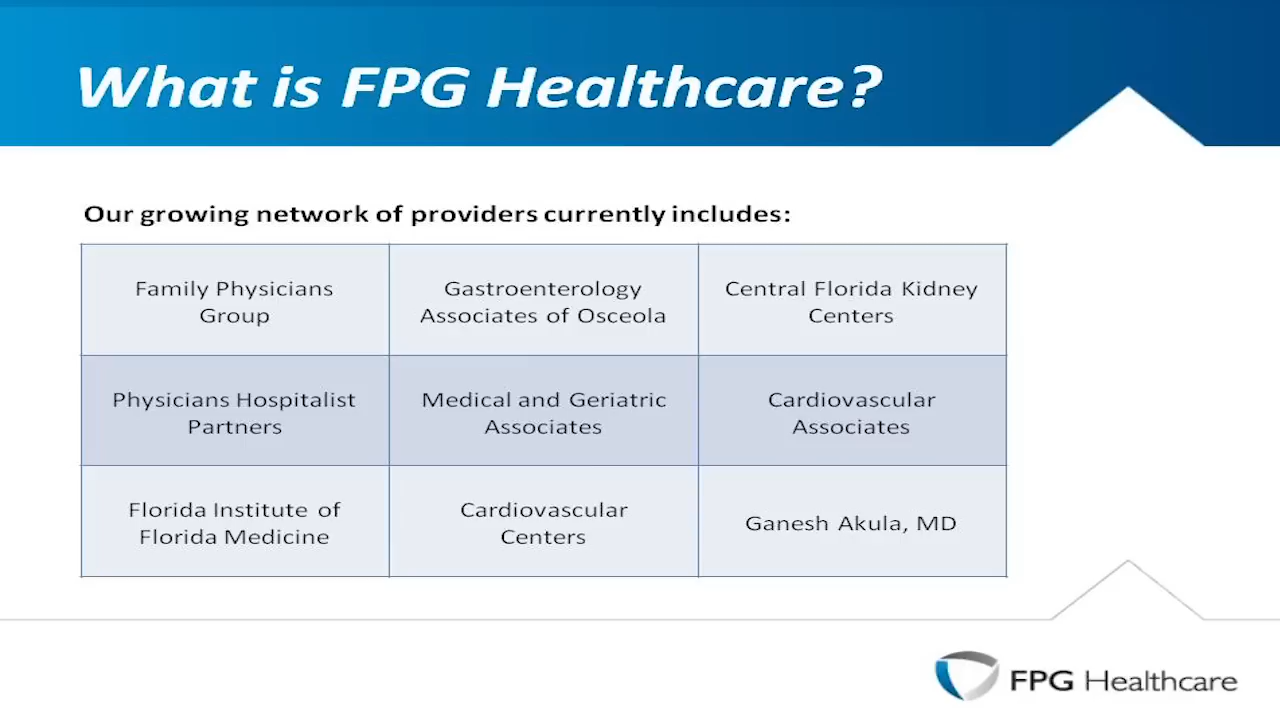 What is FPG Healthcare?
Our growing network of providers currently includes:
Family Physicians
Group
Gastroenterology
Associates of Osceola
Central Florida Kidney
Centers
Physicians Hospitalist
Partners
Medical and Geriatric
Associates
Cardiovascular
Associates
Florida Institute of
Florida Medicine
Cardiovascular
Centers
Ganesh Akula, MD
FPG Healthcare